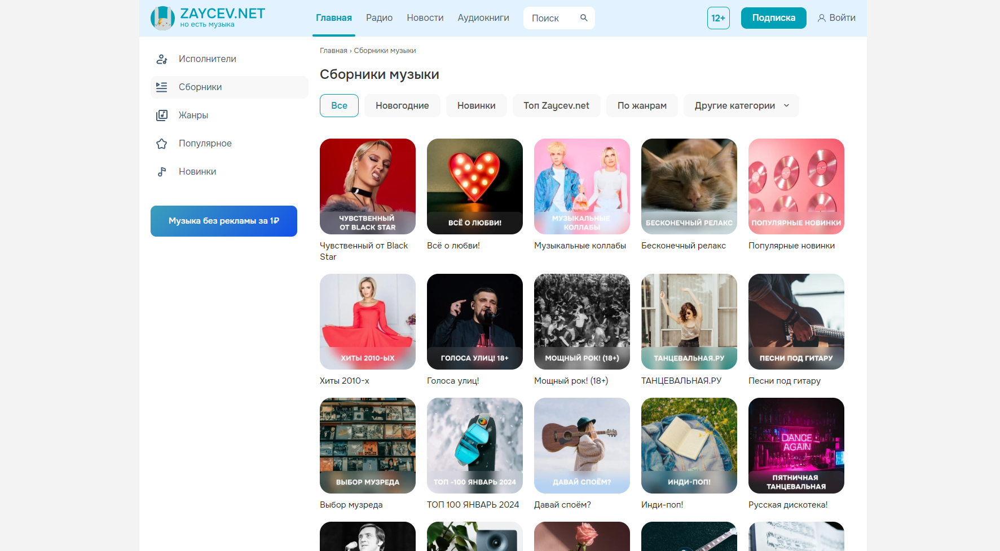 ZAYCEV.NET
но есть музыка
Главная
Радио
Новости
Аудиокниги
Поиск
12+
Подписка
Войти
Исполнители
Сборники
Жанры
Популярное
Новинки
Музыка без рекламы за 1₽
Главная › Сборники музыки
Сборники музыки
Все
Новогодние
Новинки
Топ Zaycev.net
По жанрам
Другие категории
ЧУВСТВЕННЫЙ
ОТ BLACK STAR
ВСЁ О ЛЮБВИ!
МУЗЫКАЛЬНЫЕ
КОЛЛАБЫ
БЕСКОНЕЧНЫЙ РЕЛАКС
ПОПУЛЯРНЫЕ НОВИНКИ
Чувственный от Black
Star
Всё о любви!
Музыкальные коллабы
Бесконечный релакс
Популярные новинки
ХИТЫ 2010-ЫХ
ГОЛОСА УЛИЦ! 18+
МОЩНЫЙ РОК! (18+)
ТАНЦЕВАЛЬНАЯ.РУ
ПЕСНИ ПОД ГИТАРУ
Хиты 2010-х
Голоса улиц!
Мощный рок! (18+)
ТАНЦЕВАЛЬНАЯ.РУ
Песни под гитару
DANCE
AGAIN
ВЫБОР МУЗРЕДА
ТОП -100 ЯНВАРЬ 2024
ДАВАЙ СПОЁМ?
ИНДИ-ПОП!
ПЯТНИЧНАЯ
ТАНЦЕВАЛЬНАЯ
Выбор музреда
ТОП 100 ЯНВАРЬ 2024
Давай споём?
Инди-поп!
Русская дискотека!